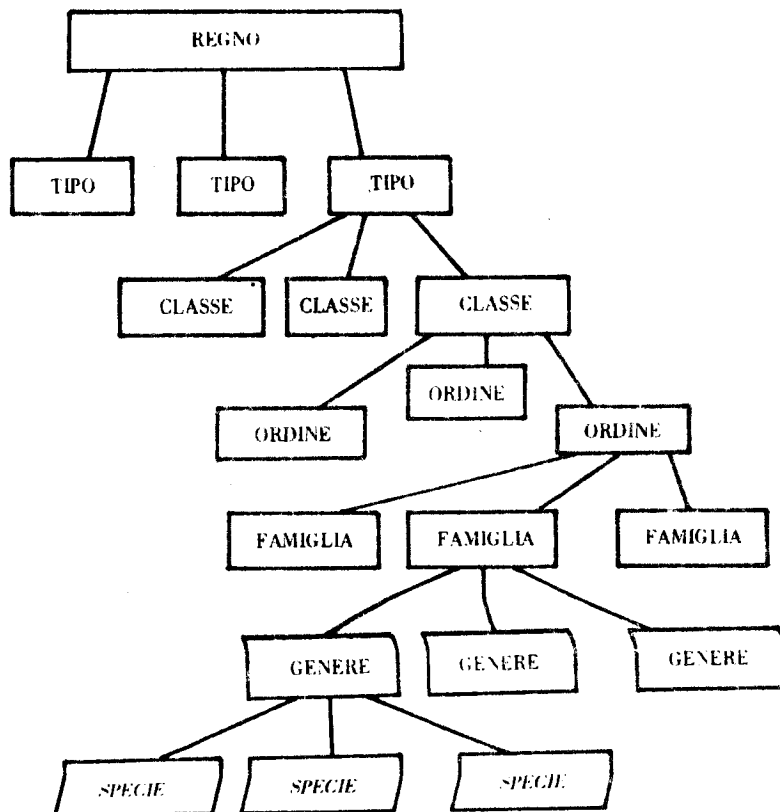 REGNO
TIPO TIPO TIPO
CLASSE CLASSE CLASSE
ORDINE
ORDINE ORDINE
FAMIGLIA FAMIGLIA FAMIGLIA
GENERE GENERE GENERE
SPECIE SPECIE SPECIE